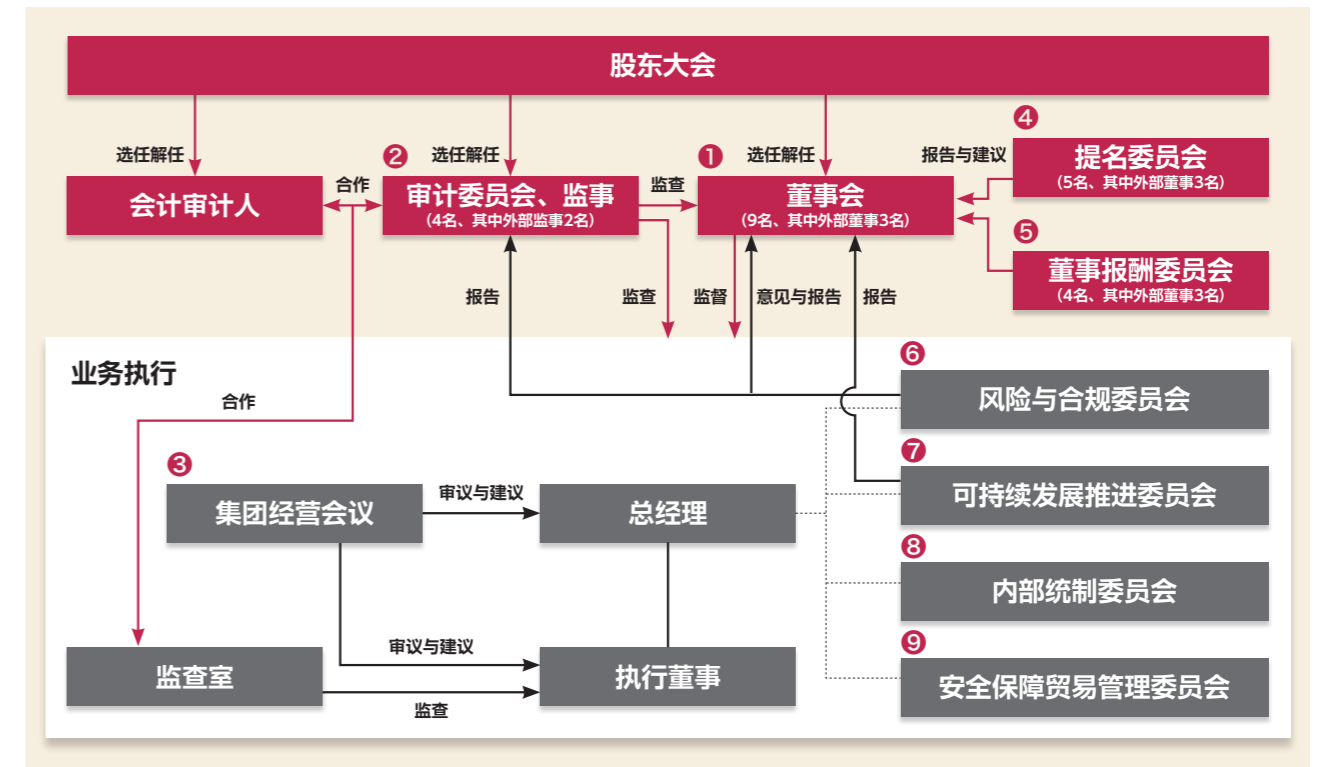 股东大会
选任解任
选任解任
选任解任
会计审计人
合作
❷
审计委员会、监事
（4名、其中外部监事2名）
监查
❶
董事会
（9名、其中外部董事3名）
报告与建议
❹
提名委员会
（5名、其中外部董事3名）
❺
董事报酬委员会
（4名、其中外部董事3名）
报告
监查
监督
意见与报告
报告
业务执行
合作
❸
集团经营会议
审议与建议
总经理
审议与建议
监查室
监查
执行董事
❻
风险与合规委员会
❼
可持续发展推进委员会
❽
内部统制委员会
❾
安全保障贸易管理委员会